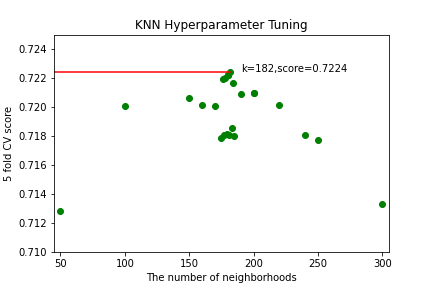 KNN Hyperparameter Tuning
0.724
0.722
0.720
0.718
0.716
0.714
0.712
0.710
5 fold CV score
k=182,score=0.7224
50 100 150 200 250 300
The number of neighborhoods